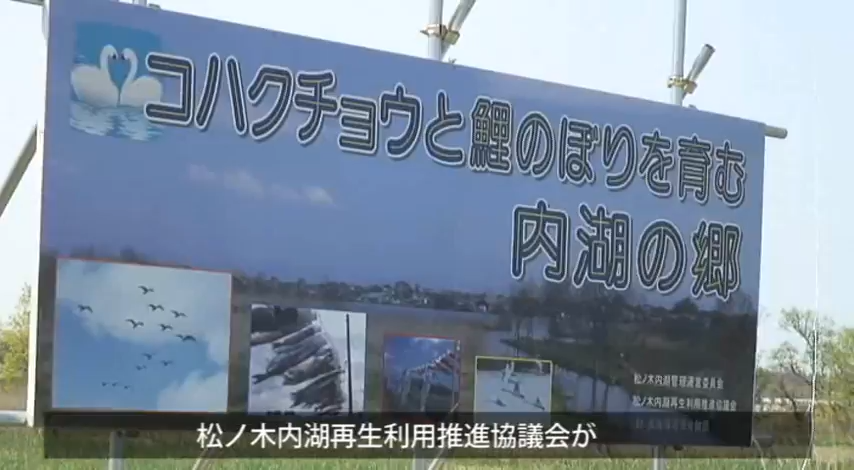 コハクチョウと鯉のぼりを育む
内湖の郷
松ノ木内湖管理運営委員会
松ノ木内湖再生利用推進協議会
松ノ木内湖再生利用推進協議会が